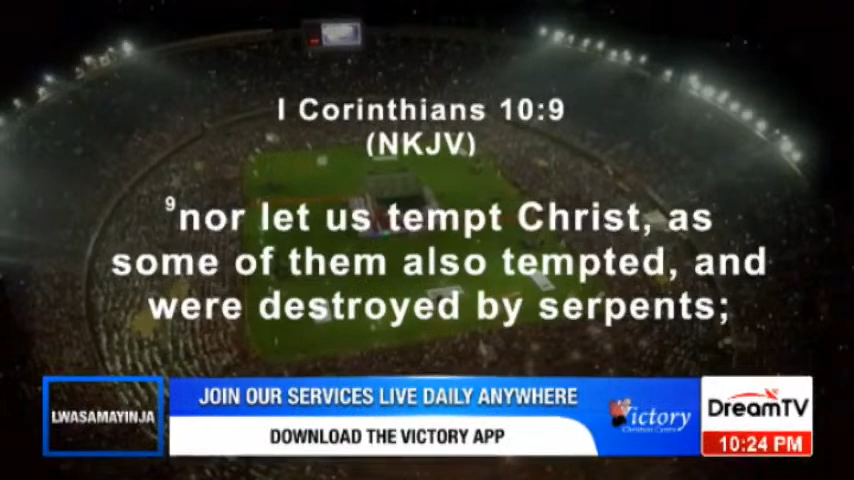 I Corinthians 10:9
(NKJV)
9nor let us tempt Christ, as
some of them also tempted, and
were destroyed by serpents;
LWASAMAYINJA
JOIN OUR SERVICES LIVE DAILY ANYWHERE
DOWNLOAD THE VICTORY APP
Victory
Christian Centre
DreamTV
10:24 PM